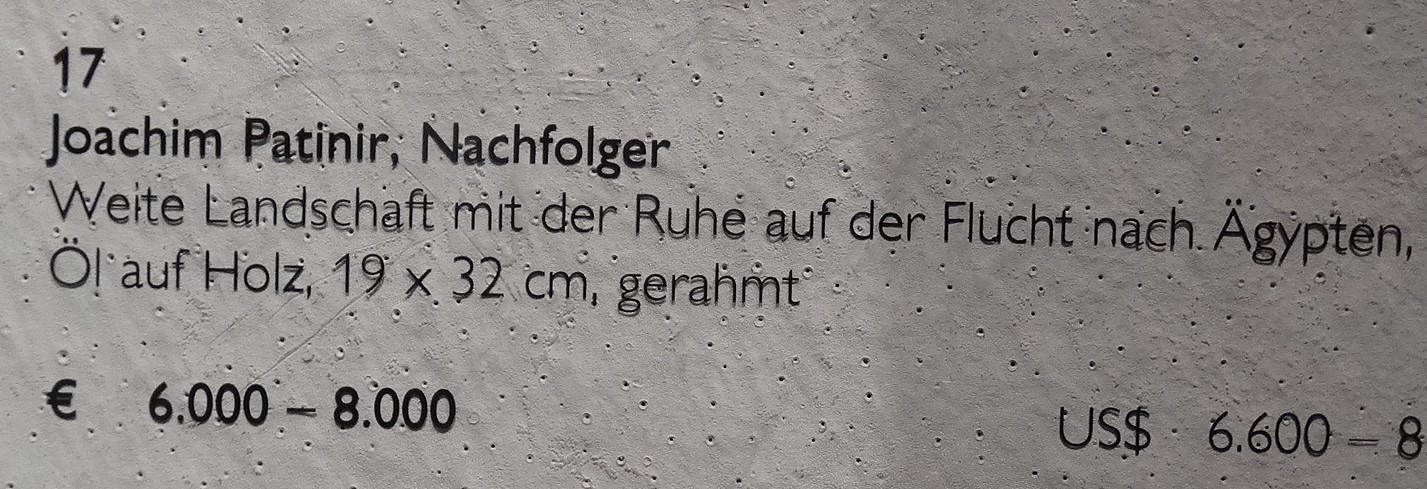 17
Joachim Patinir, Nachfolger
Weite Landschaft mit der Ruhe auf der Flucht nach Ägypten,
Öl auf Holz, 19 x 32 cm, gerahmt
€ 6.000 – 8.000 US$ 6.600 – 8